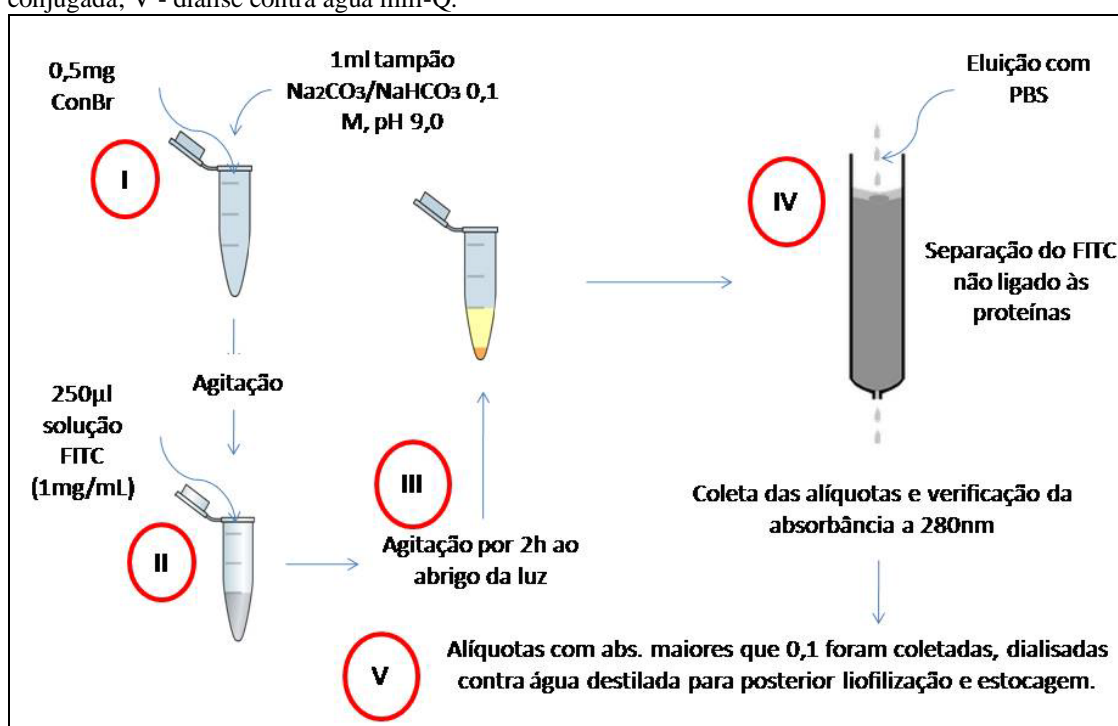 conjugada; V - diálise contra água mili-Q.
0,5mg
ConBr
1ml tampão
Na2CO3/NaHCO3 0,1
M, pH 9,0
I
Agitação
250µl
solução
FITC
(1mg/mL)
II
III
Agitação por 2h ao
abrigo da luz
Eluição com
PBS
IV
Separação do FITC
não ligado às
proteínas
Coleta das alíquotas e verificação da
absorbância a 280nm
V
Alíquotas com abs. maiores que 0,1 foram coletadas, dialisadas
contra água destilada para posterior liofilização e estocagem.